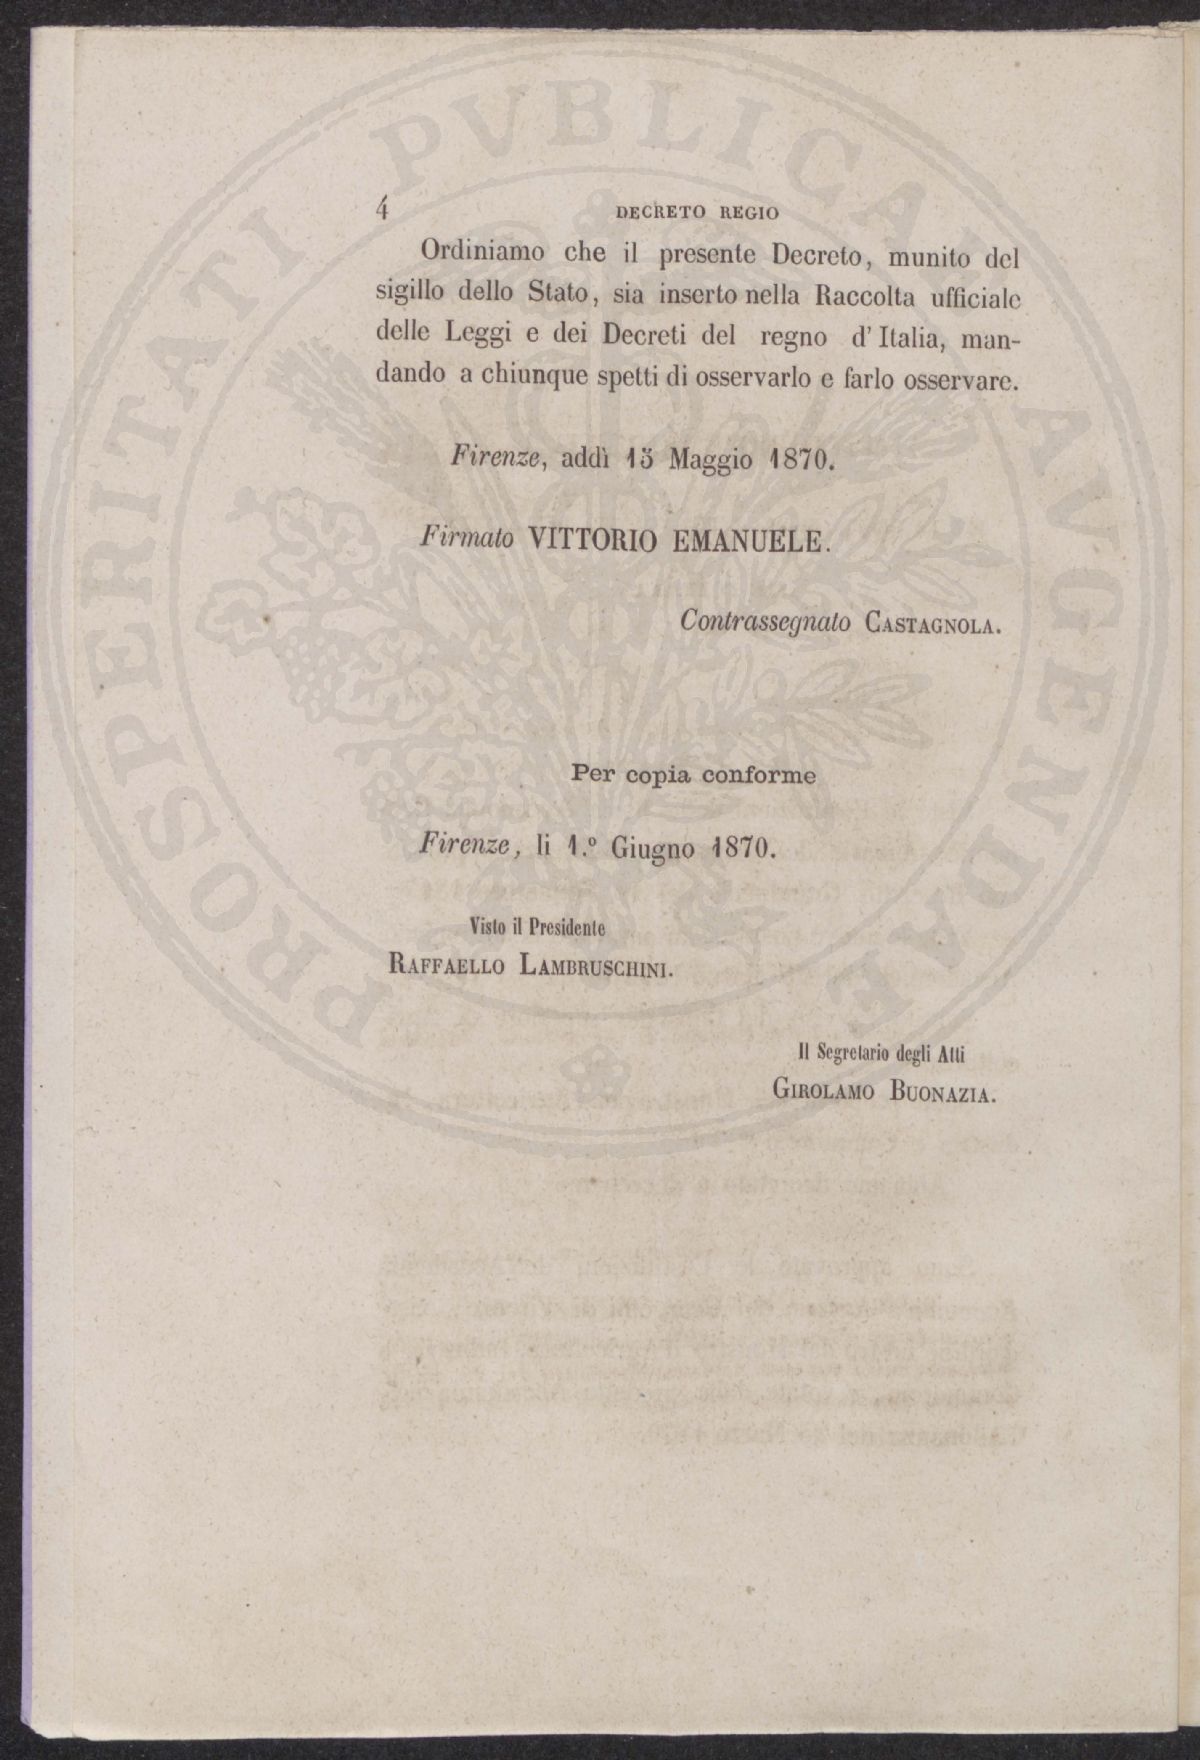 4 DECRETO REGIO
Ordiniamo che il presente Decreto, munito del
sigillo dello Stato, sia inserto nella Raccolta ufficiale
delle Leggi e dei Decreti del regno d'Italia, man-
dando a chiunque spetti di osservarlo e farlo osservare.
Firenze, addì 15 Maggio 1870.
Firmato VITTORIO EMANUELE.
Contrassegnato CASTAGNOLA.
Per copia conforme
Firenze, li 1.º Giugno 1870.
Visto il Presidente
RAFFAELLO LAMBRUSCHINI.
Il Segretario degli Atti
GIROLAMO BUONAZIA.
PROSPERITATI PVBLICAE AVGENDAE